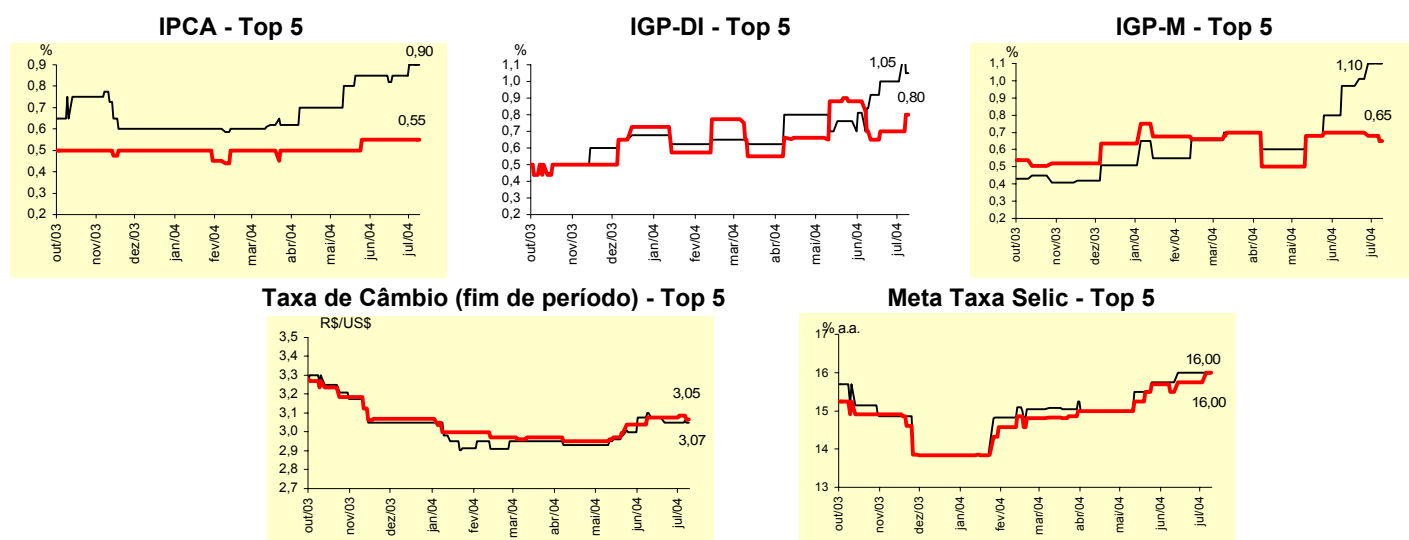 IPCA - Top 5
%
0,9
0,8
0,7
0,6
0,5
0,4
0,3
0,2
0,90
0,55
out/03
nov/03
dez/03
jan/04
fev/04
mar/04
abr/04
mai/04
jun/04
jul/04
IGP-DI - Top 5
%
1,1
1,0
0,9
0,8
0,7
0,6
0,5
0,4
0,3
0,2
1,05
0,80
out/03
nov/03
dez/03
jan/04
fev/04
mar/04
abr/04
mai/04
jun/04
jul/04
IGP-M - Top 5
%
1,1
1,0
0,9
0,8
0,7
0,6
0,5
0,4
0,3
0,2
1,10
0,65
out/03
nov/03
dez/03
jan/04
fev/04
mar/04
abr/04
mai/04
jun/04
jul/04
Taxa de Câmbio (fim de período) - Top 5
R$/US$
3,5
3,4
3,3
3,2
3,1
3,0
2,9
2,8
2,7
3,05
3,07
out/03
nov/03
dez/03
jan/04
fev/04
mar/04
abr/04
mai/04
jun/04
jul/04
Meta Taxa Selic - Top 5
% a.a.
17
16
15
14
13
16,00
16,00
out/03
nov/03
dez/03
jan/04
fev/04
mar/04
abr/04
mai/04
jun/04
jul/04